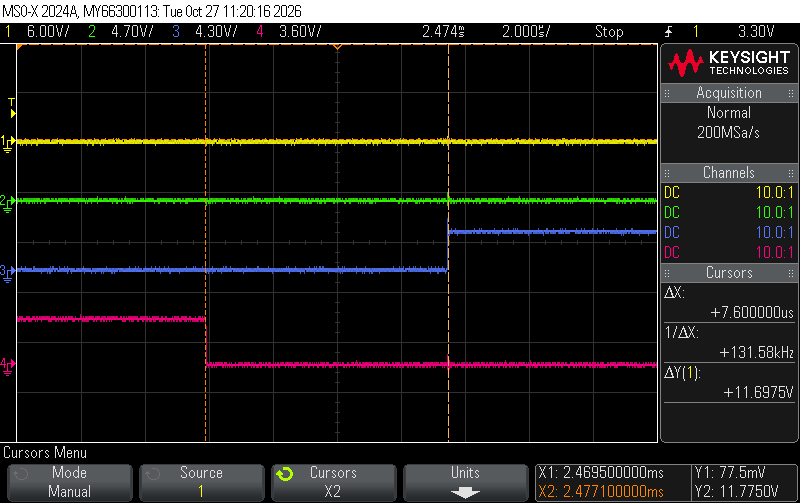 MSO-X 2024A, MY66300113: Tue Oct 27 11:20:16 2026
1 6.00V/ 2 4.70V/ 3 4.30V/ 4 3.60V/ 2.474ms 2.000us/ Stop 1 3.30V
KEYSIGHT
TECHNOLOGIES
Acquisition
Normal
200MSa/s
Channels
DC 10.0:1
DC 10.0:1
DC 10.0:1
DC 10.0:1
Cursors
ΔX:
+7.600000us
1/ΔX:
+131.58kHz
ΔY(1):
+11.6975V
T
1
2
3
4
Cursors Menu
Mode
Manual
Source
1
Cursors
X2
Units
X1: 2.469500000ms
X2: 2.477100000ms
Y1: 77.5mV
Y2: 11.7750V